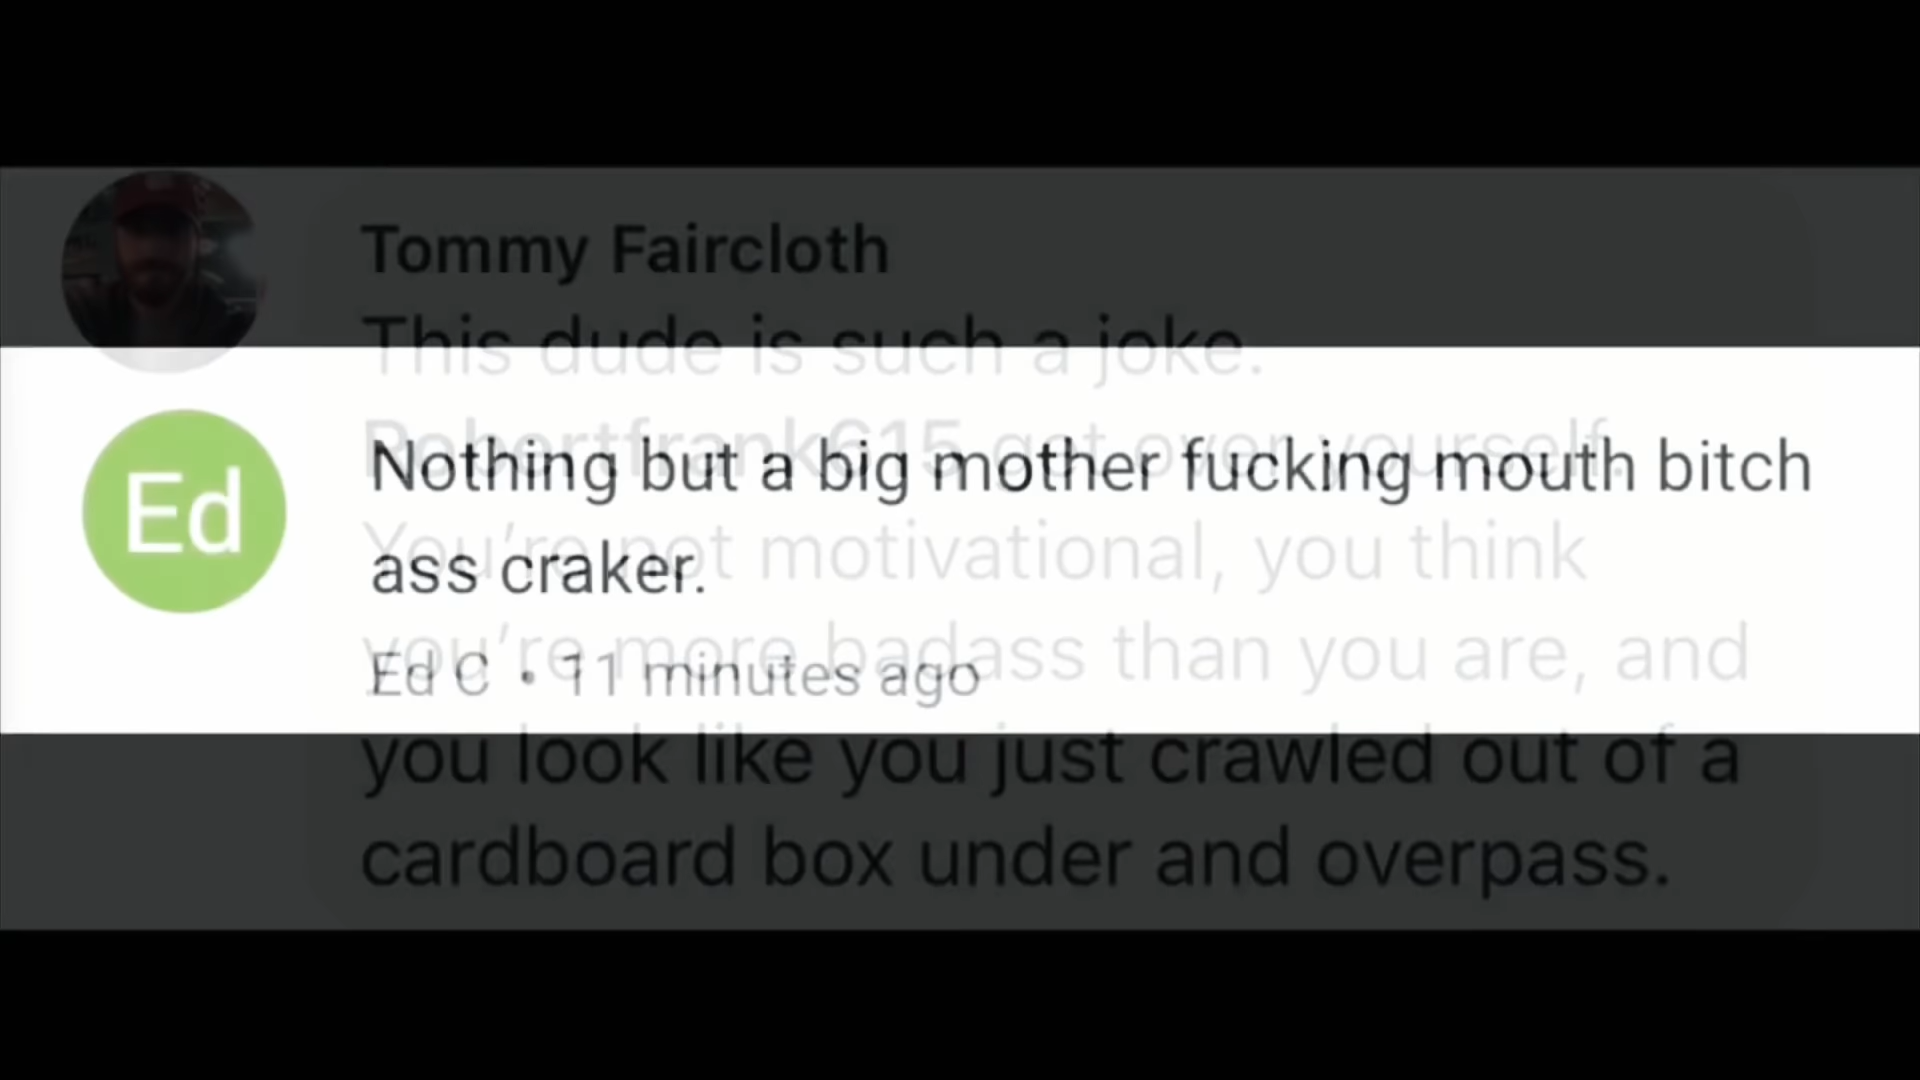 Tommy Faircloth
This dude is such a joke.
Robertfrank615 get over yourself.
You're not motivational, you think
you're more badass than you are, and
you look like you just crawled out of a
cardboard box under and overpass.
Ed
Nothing but a big mother fucking mouth bitch
ass craker.
Ed C • 11 minutes ago